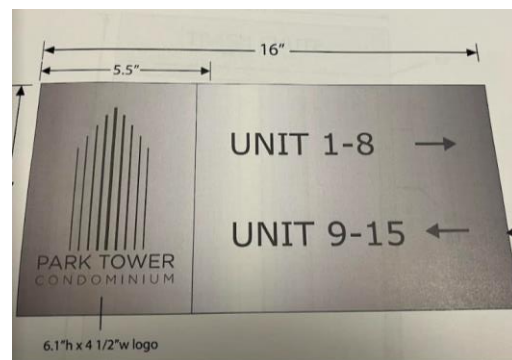 16"
5.5"
UNIT 1-8 →
UNIT 9-15 ←
PARK TOWER
CONDOMINIUM
6.1"h x 4 1/2"w logo